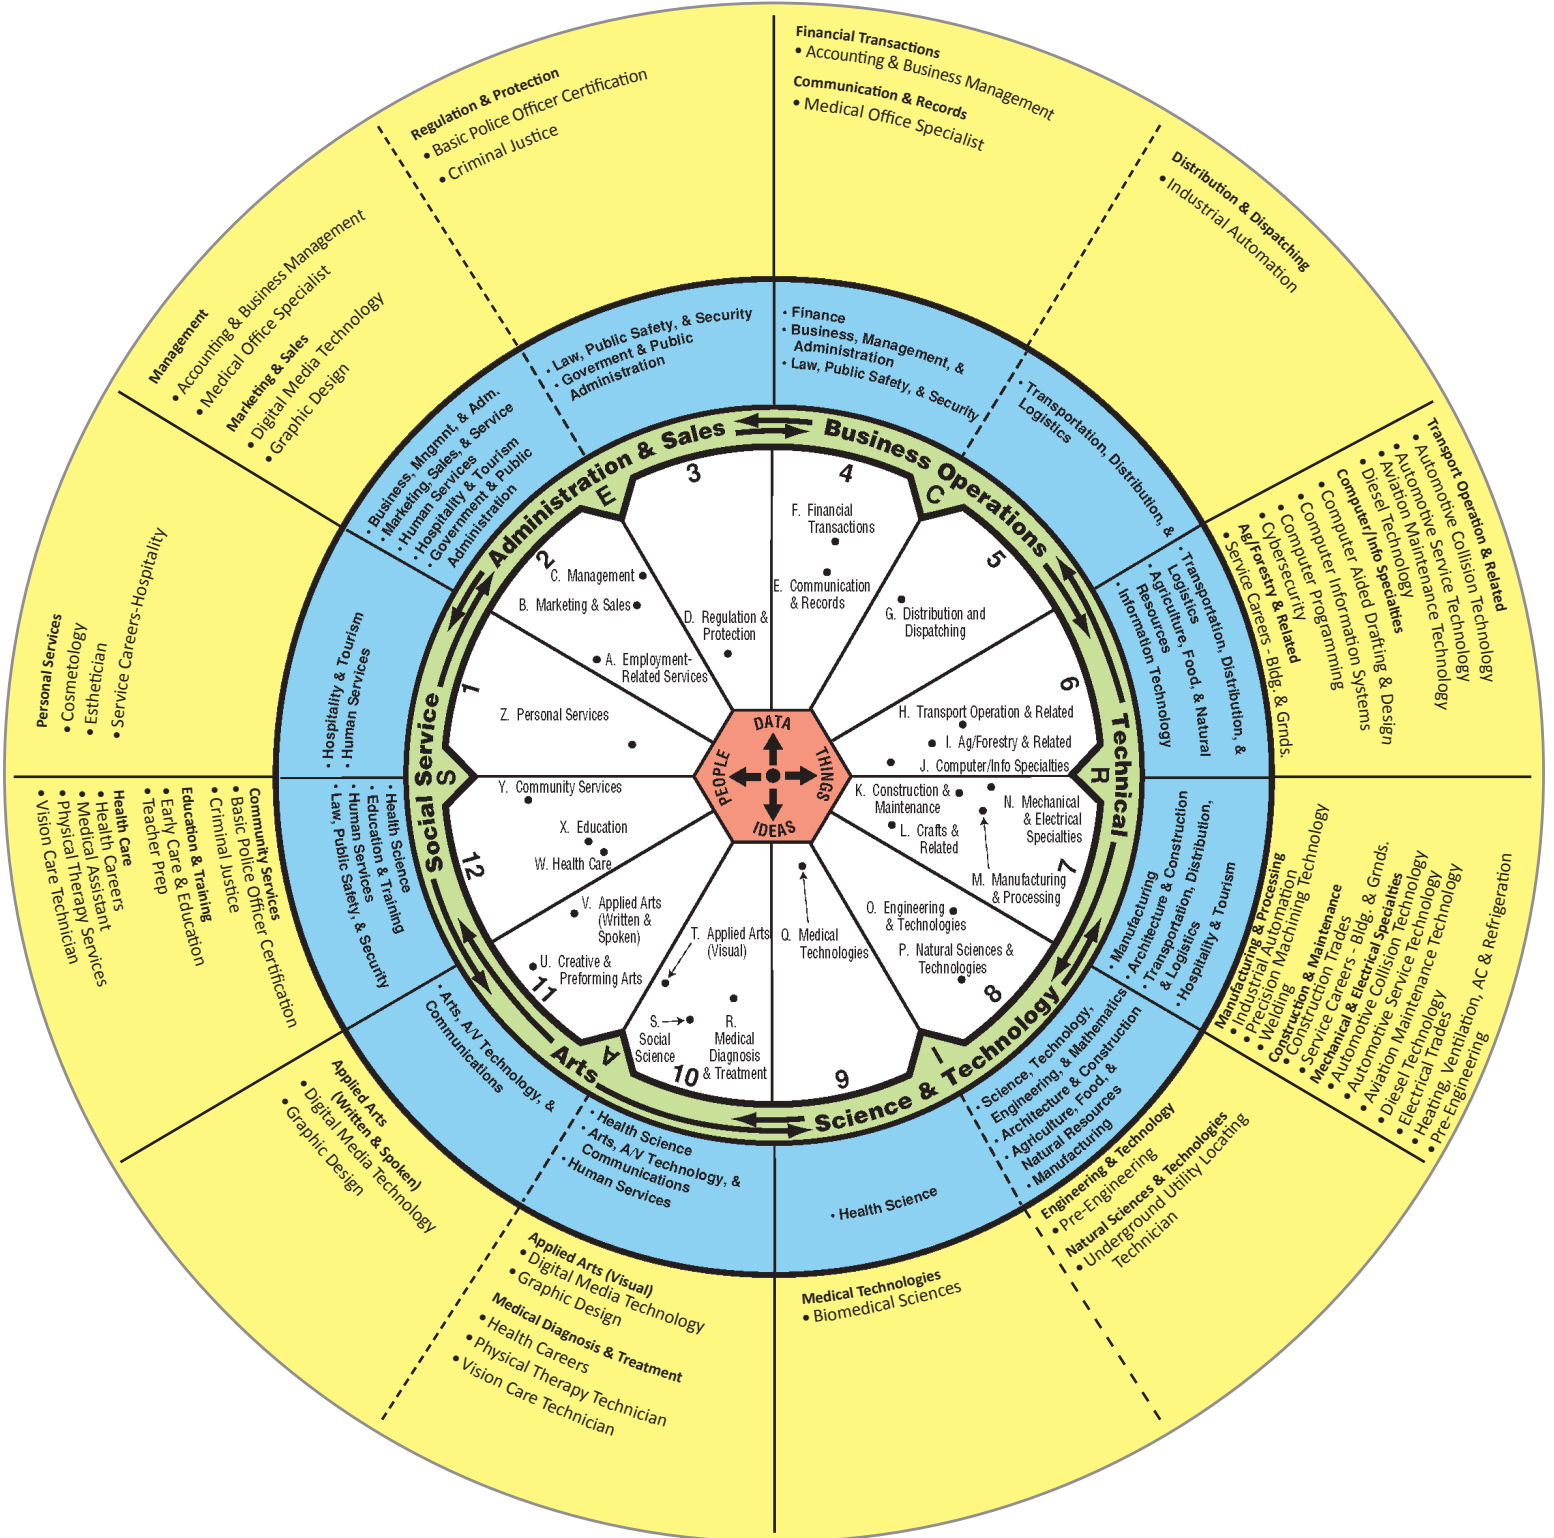 Financial Transactions
• Accounting & Business Management
Communication & Records
• Medical Office Specialist
Distribution & Dispatching
• Industrial Automation
Transport Operation & Related
• Automotive Collision Technology
• Automotive Service Technology
• Aviation Maintenance Technology
• Diesel Technology
Computer/Info Specialties
• Computer Aided Drafting & Design
• Computer Information Systems
• Computer Programming
• Cybersecurity
Ag/Forestry & Related
• Service Careers - Bldg. & Grnds.
Manufacturing & Processing
• Industrial Automation
• Precision Machining Technology
• Welding
Construction & Maintenance
• Construction Trades
• Service Careers - Bldg. & Grnds.
Mechanical & Electrical Specialties
• Automotive Collision Technology
• Automotive Service Technology
• Aviation Maintenance Technology
• Diesel Technology
• Electrical Trades
• Heating, Ventilation, AC & Refrigeration
• Pre-Engineering
Engineering & Technology
• Pre-Engineering
Natural Sciences & Technologies
• Underground Utility Locating
Technician
Medical Technologies
• Biomedical Sciences
Applied Arts (Visual)
• Digital Media Technology
• Graphic Design
Medical Diagnosis & Treatment
• Health Careers
• Physical Therapy Technician
• Vision Care Technician
Applied Arts
(Written & Spoken)
• Digital Media Technology
• Graphic Design
Community Services
• Basic Police Officer Certification
• Criminal Justice
Education & Training
• Early Care & Education
• Teacher Prep
Health Care
• Health Careers
• Medical Assistant
• Physical Therapy Services
• Vision Care Technician
Personal Services
• Cosmetology
• Esthetician
• Service Careers-Hospitality
Management
• Accounting & Business Management
• Medical Office Specialist
Marketing & Sales
• Digital Media Technology
• Graphic Design
Regulation & Protection
• Basic Police Officer Certification
• Criminal Justice
• Finance
• Business, Management, &
Administration
• Law, Public Safety, & Security
• Transportation, Distribution, &
Logistics
• Transportation, Distribution, &
Logistics
• Agriculture, Food, & Natural
Resources
• Information Technology
• Manufacturing
• Architecture & Construction
• Transportation, Distribution,
& Logistics
• Hospitality & Tourism
• Science, Technology,
Engineering, & Mathematics
• Architecture & Construction
• Agriculture, Food, &
Natural Resources
• Manufacturing
• Health Science
• Health Science
• Arts, A/V Technology, &
Communications
• Human Services
• Arts, A/V Technology, &
Communications
• Health Science
• Education & Training
• Human Services
• Law, Public Safety, & Security
• Hospitality & Tourism
• Human Services
• Business, Mngmnt, & Adm.
• Marketing, Sales, & Service
• Human Services
• Hospitality & Tourism
• Government & Public
Administration
• Law, Public Safety, & Security
• Goverment & Public
Administration
Administration & Sales
Business Operations
Technical
Science & Technology
Arts
Social Service
E
C
R
I
A
S
1
2
3
4
5
6
7
8
9
10
11
12
F. Financial
Transactions
E. Communication
& Records
G. Distribution and
Dispatching
H. Transport Operation & Related
I. Ag/Forestry & Related
J. Computer/Info Specialties
K. Construction &
Maintenance
L. Crafts &
Related
N. Mechanical
& Electrical
Specialties
M. Manufacturing
& Processing
O. Engineering
& Technologies
P. Natural Sciences &
Technologies
Q. Medical
Technologies
R.
Medical
Diagnosis
& Treatment
S.
Social
Science
T. Applied Arts
(Visual)
U. Creative &
Preforming Arts
V. Applied Arts
(Written &
Spoken)
W. Health Care
X. Education
Y. Community Services
Z. Personal Services
A. Employment-
Related Services
B. Marketing & Sales
C. Management
D. Regulation &
Protection
DATA
THINGS
IDEAS
PEOPLE